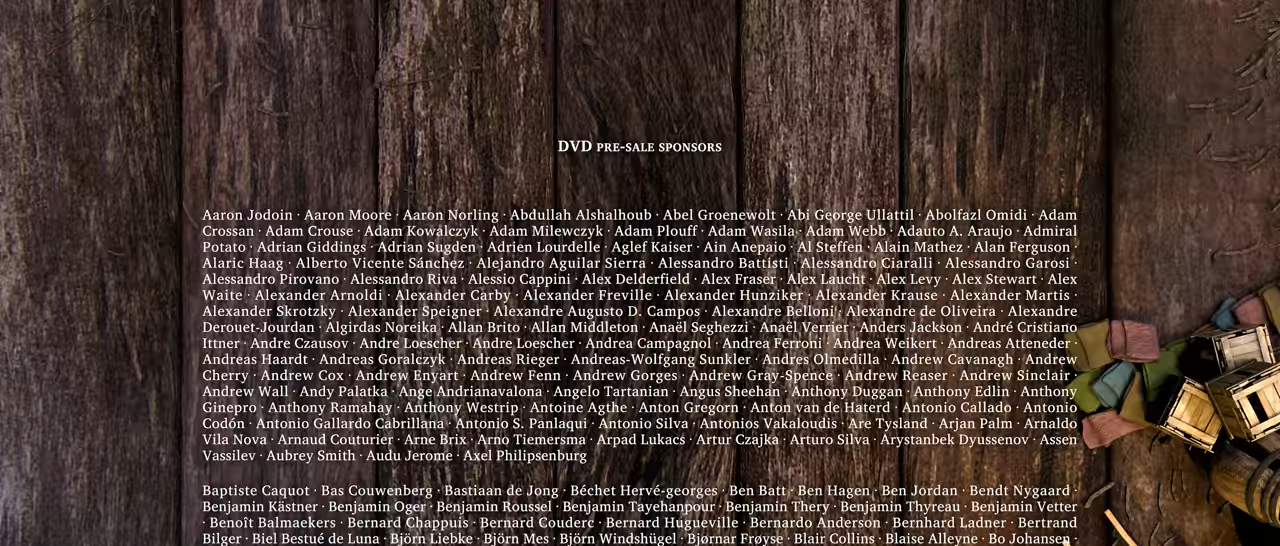 DVD PRE-SALE SPONSORS
Aaron Jodoin · Aaron Moore · Aaron Norling · Abdullah Alshalhoub · Abel Groenewolt · Abi George Ullattil · Abolfazl Omidi · Adam
Crossan · Adam Crouse · Adam Kowalczyk · Adam Milewczyk · Adam Plouff · Adam Wasila · Adam Webb · Adauto A. Araujo · Admiral
Potato · Adrian Giddings · Adrian Sugden · Adrien Lourdelle · Aglef Kaiser · Ain Anepaio · Al Steffen · Alain Mathez · Alan Ferguson ·
Alaric Haag · Alberto Vicente Sánchez · Alejandro Aguilar Sierra · Alessandro Battisti · Alessandro Ciaralli · Alessandro Garosi ·
Alessandro Pirovano · Alessandro Riva · Alessio Cappini · Alex Delderfield · Alex Fraser · Alex Laucht · Alex Levy · Alex Stewart · Alex
Waite · Alexander Arnoldi · Alexander Carby · Alexander Freville · Alexander Hunziker · Alexander Krause · Alexander Martis ·
Alexander Skrotzky · Alexander Speigner · Alexandre Augusto D. Campos · Alexandre Belloni · Alexandre de Oliveira · Alexandre
Derouet-Jourdan · Algirdas Noreika · Allan Brito · Allan Middleton · Anaël Seghezzi · Anaël Verrier · Anders Jackson · André Cristiano
Ittner · Andre Czausov · Andre Loescher · Andre Loescher · Andrea Campagnol · Andrea Ferroni · Andrea Weikert · Andreas Atteneder ·
Andreas Haardt · Andreas Goralczyk · Andreas Rieger · Andreas-Wolfgang Sunkler · Andres Olmedilla · Andrew Cavanagh · Andrew
Cherry · Andrew Cox · Andrew Enyart · Andrew Fenn · Andrew Gorges · Andrew Gray-Spence · Andrew Reaser · Andrew Sinclair ·
Andrew Wall · Andy Palatka · Ange Andrianavalona · Angelo Tartanian · Angus Sheehan · Anthony Duggan · Anthony Edlin · Anthony
Ginepro · Anthony Ramahay · Anthony Westrip · Antoine Agthe · Anton Gregorn · Anton van de Haterd · Antonio Callado · Antonio
Codón · Antonio Gallardo Cabrillana · Antonio S. Panlaqui · Antonio Silva · Antonios Vakaloudis · Are Tysland · Arjan Palm · Arnaldo
Vila Nova · Arnaud Couturier · Arne Brix · Arno Tiemersma · Arpad Lukacs · Artur Czajka · Arturo Silva · Arystanbek Dyussenov · Assen
Vassilev · Aubrey Smith · Audu Jerome · Axel Philipsenburg
Baptiste Caquot · Bas Couwenberg · Bastiaan de Jong · Béchet Hervé-georges · Ben Batt · Ben Hagen · Ben Jordan · Bendt Nygaard ·
Benjamin Kästner · Benjamin Oger · Benjamin Roussel · Benjamin Tayehanpour · Benjamin Thery · Benjamin Thyreau · Benjamin Vetter
· Benoît Balmaekers · Bernard Chappuis · Bernard Couderc · Bernard Hugueville · Bernardo Anderson · Bernhard Ladner · Bertrand
Bilger · Biel Bestué de Luna · Björn Liebke · Björn Mes · Björn Windshügel · Bjørnar Frøyse · Blair Collins · Blaise Alleyne · Bo Johansen ·